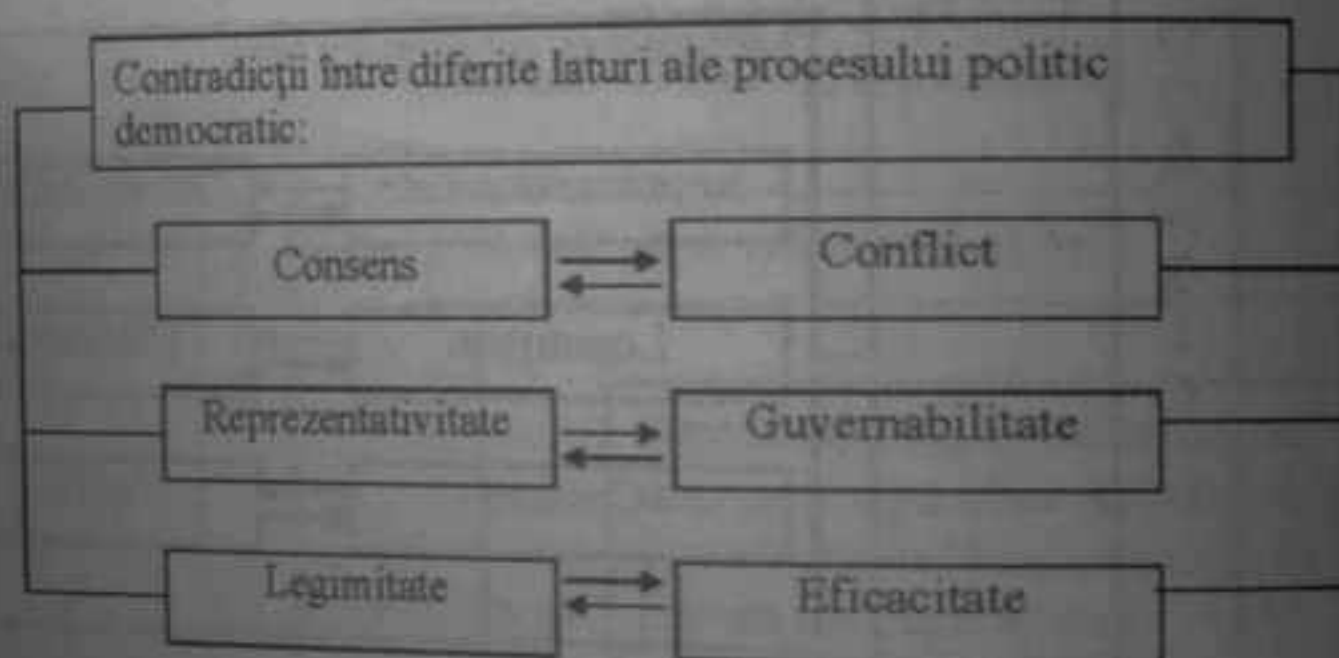 Contradicţii între diferite laturi ale procesului politic
democratic:
Consens
Conflict
Reprezentativitate
Guvernabilitate
Legimitate
Eficacitate